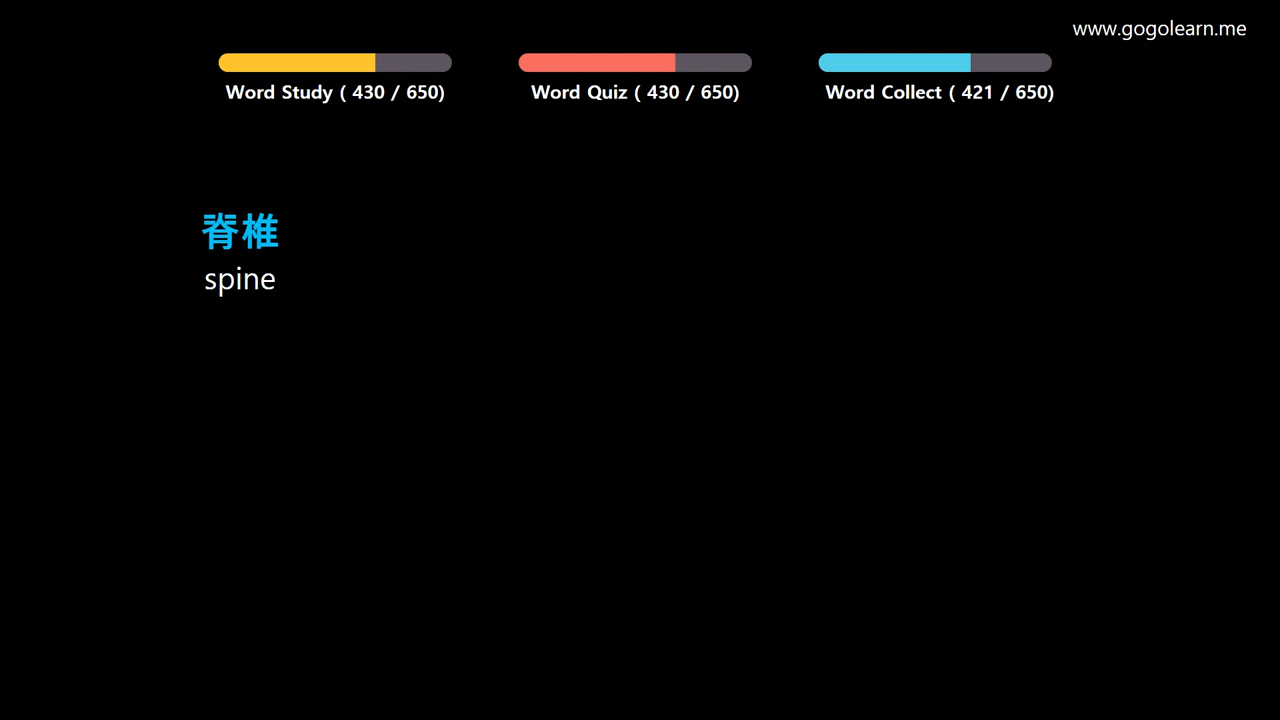 www.gogolearn.me
Word Study ( 430 / 650)
Word Quiz ( 430 / 650)
Word Collect ( 421 / 650)
脊椎
spine